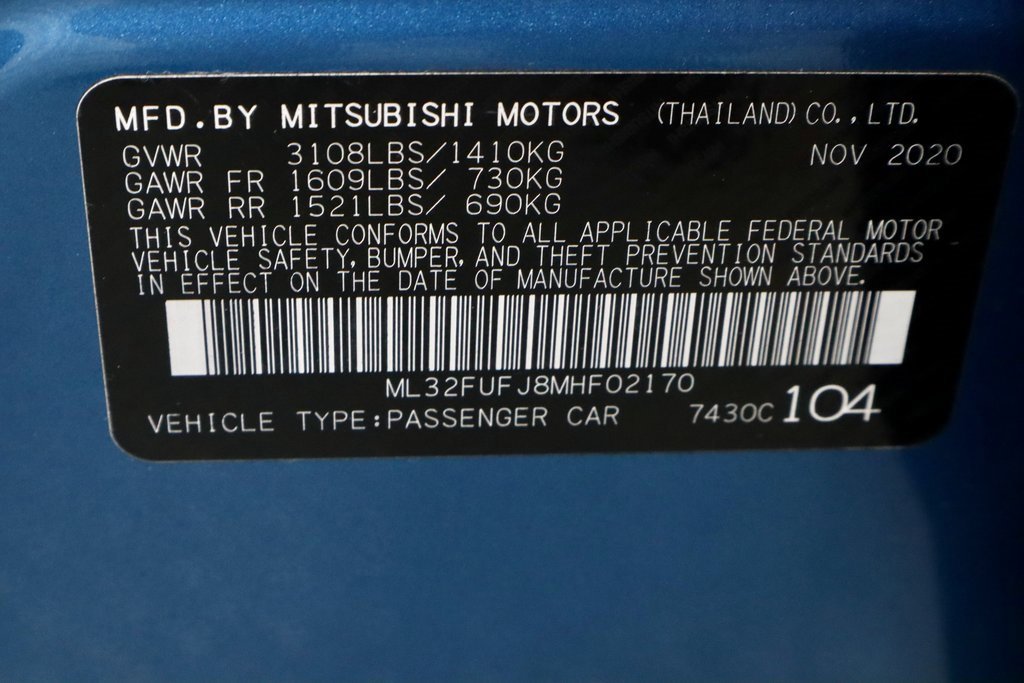 MFD.BY MITSUBISHI MOTORS (THAILAND) CO.,LTD.
GVWR 3108LBS/1410KG NOV 2020
GAWR FR 1609LBS/ 730KG
GAWR RR 1521LBS/ 690KG
THIS VEHICLE CONFORMS TO ALL APPLICABLE FEDERAL MOTOR
VEHICLE SAFETY, BUMPER, AND THEFT PREVENTION STANDARDS
IN EFFECT ON THE DATE OF MANUFACTURE SHOWN ABOVE.
ML32FUFJ8MHF02170
VEHICLE TYPE:PASSENGER CAR 7430C 104